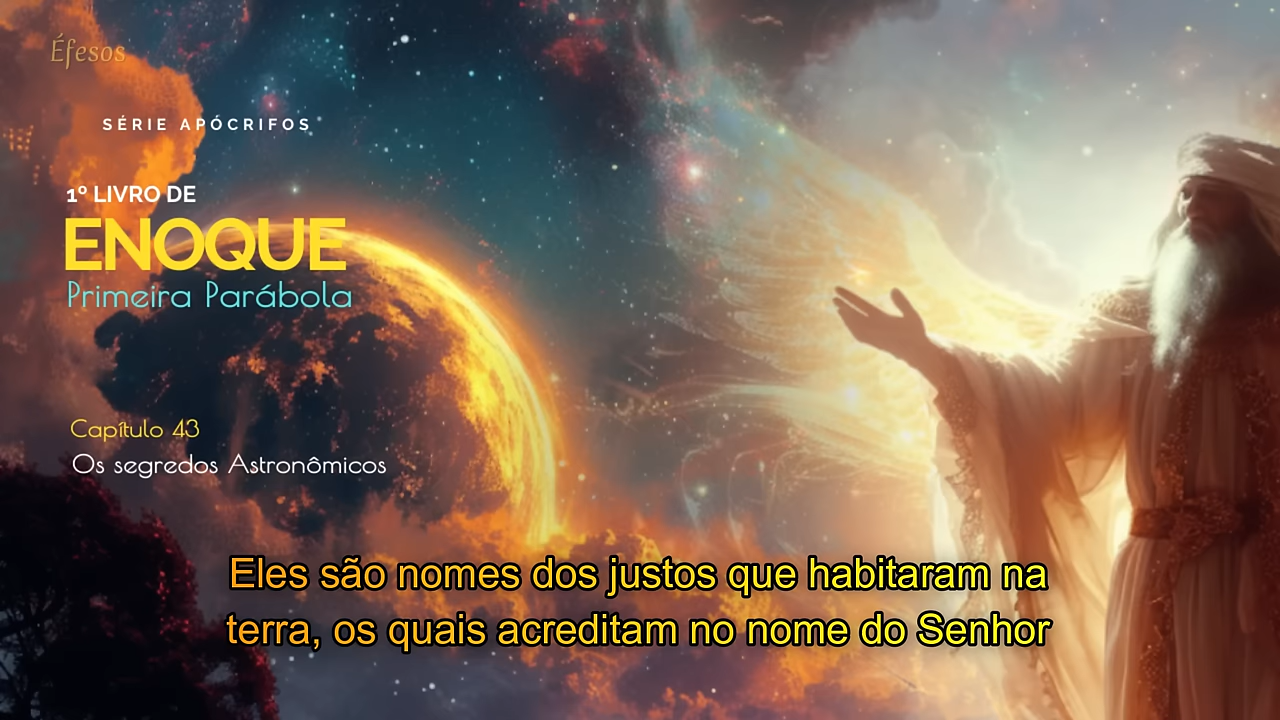 Éfesos
SÉRIE APÓCRIFOS
1º LIVRO DE
ENOQUE
Primeira Parábola
Capítulo 43
Os segredos Astronômicos
Eles são nomes dos justos que habitaram na
terra, os quais acreditam no nome do Senhor